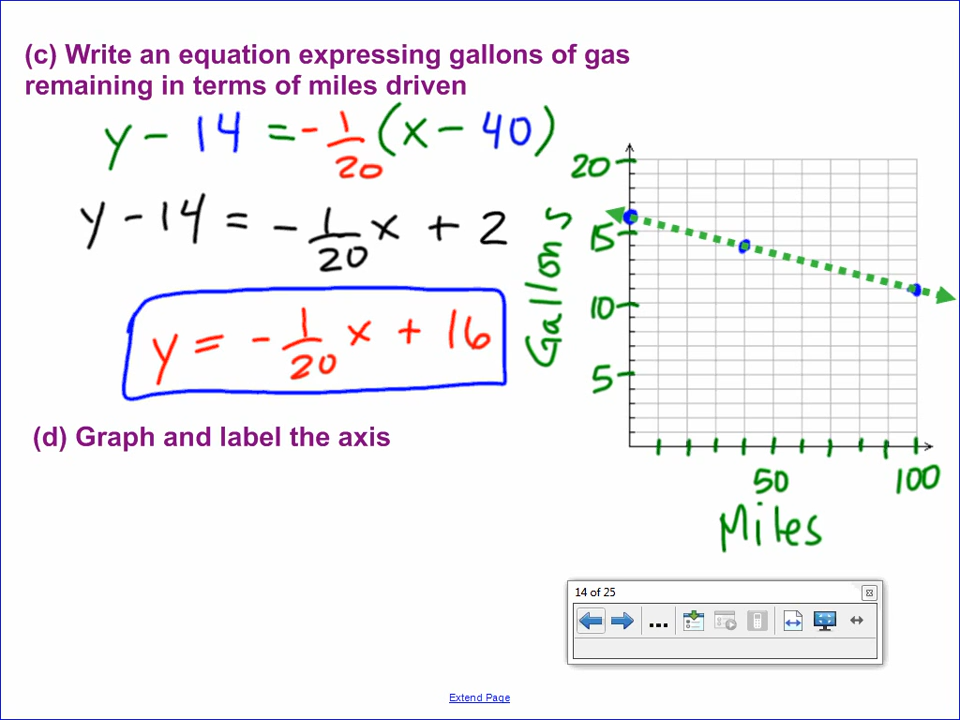 (c) Write an equation expressing gallons of gas
remaining in terms of miles driven
y - 14 = -1/20 (x - 40)
y - 14 = -1/20 x + 2
y = -1/20 x + 16
(d) Graph and label the axis
20
15
10
5
Gallons
50
100
Miles
14 of 25
...
Extend Page